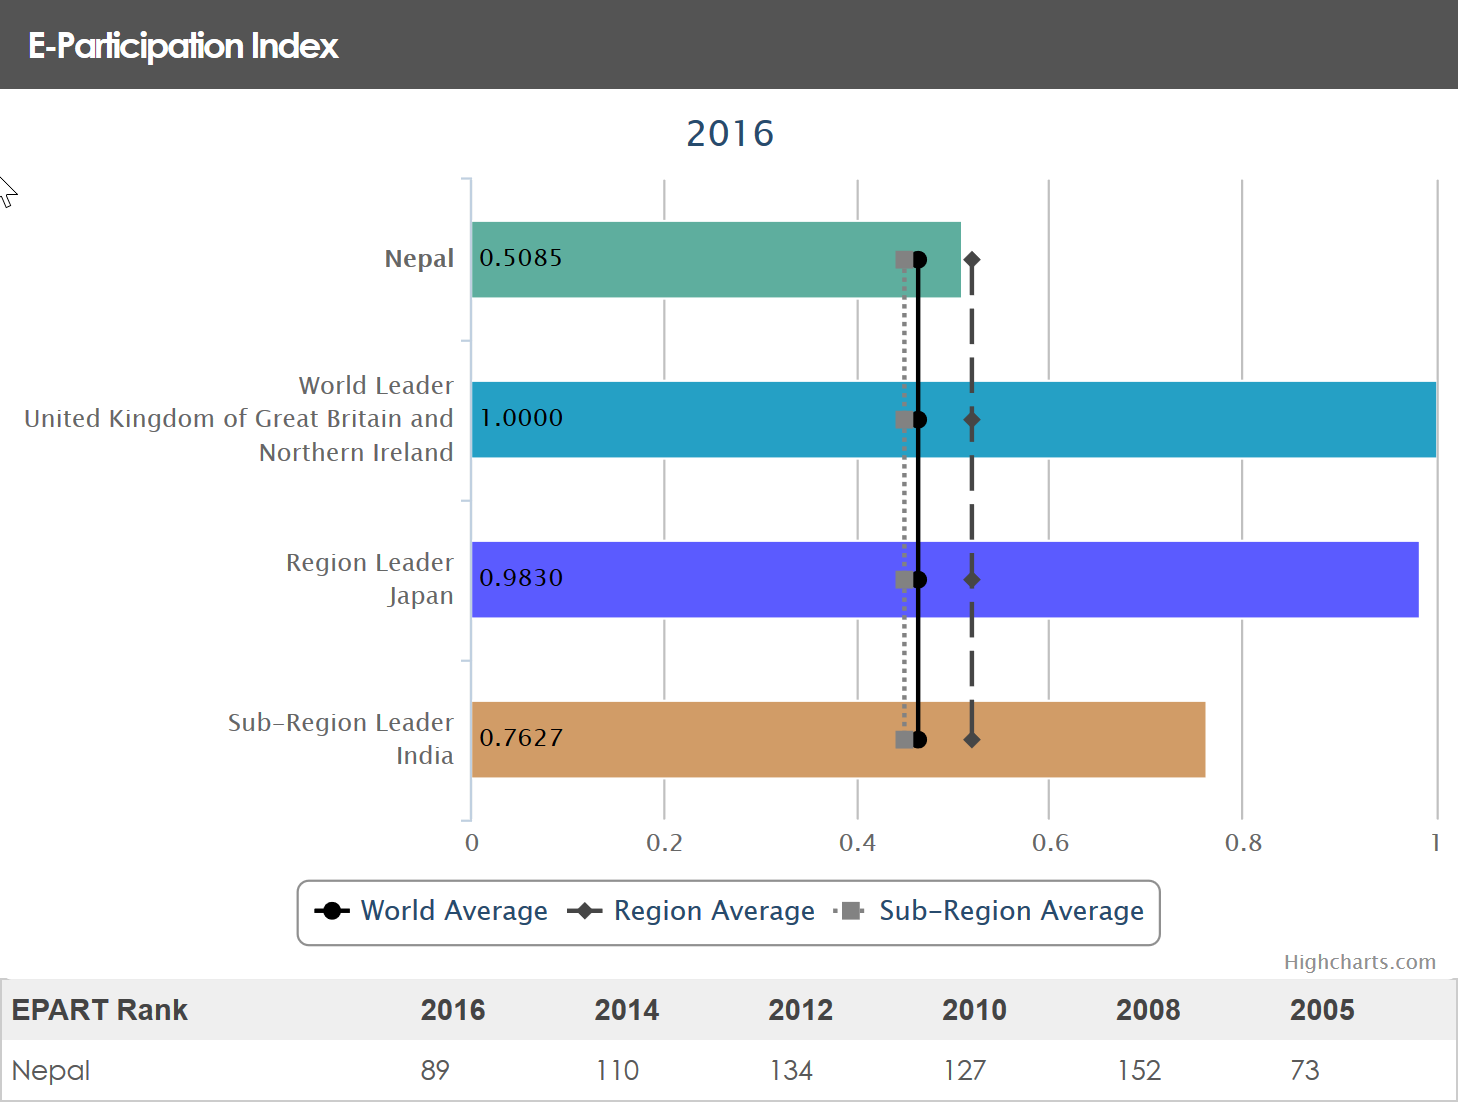 E-Participation Index
2016
Nepal
0.5085
World Leader
United Kingdom of Great Britain and
Northern Ireland
1.0000
Region Leader
Japan
0.9830
Sub-Region Leader
India
0.7627
0 0.2 0.4 0.6 0.8 1
World Average Region Average Sub-Region Average
Highcharts.com
EPART Rank 2016 2014 2012 2010 2008 2005
Nepal 89 110 134 127 152 73